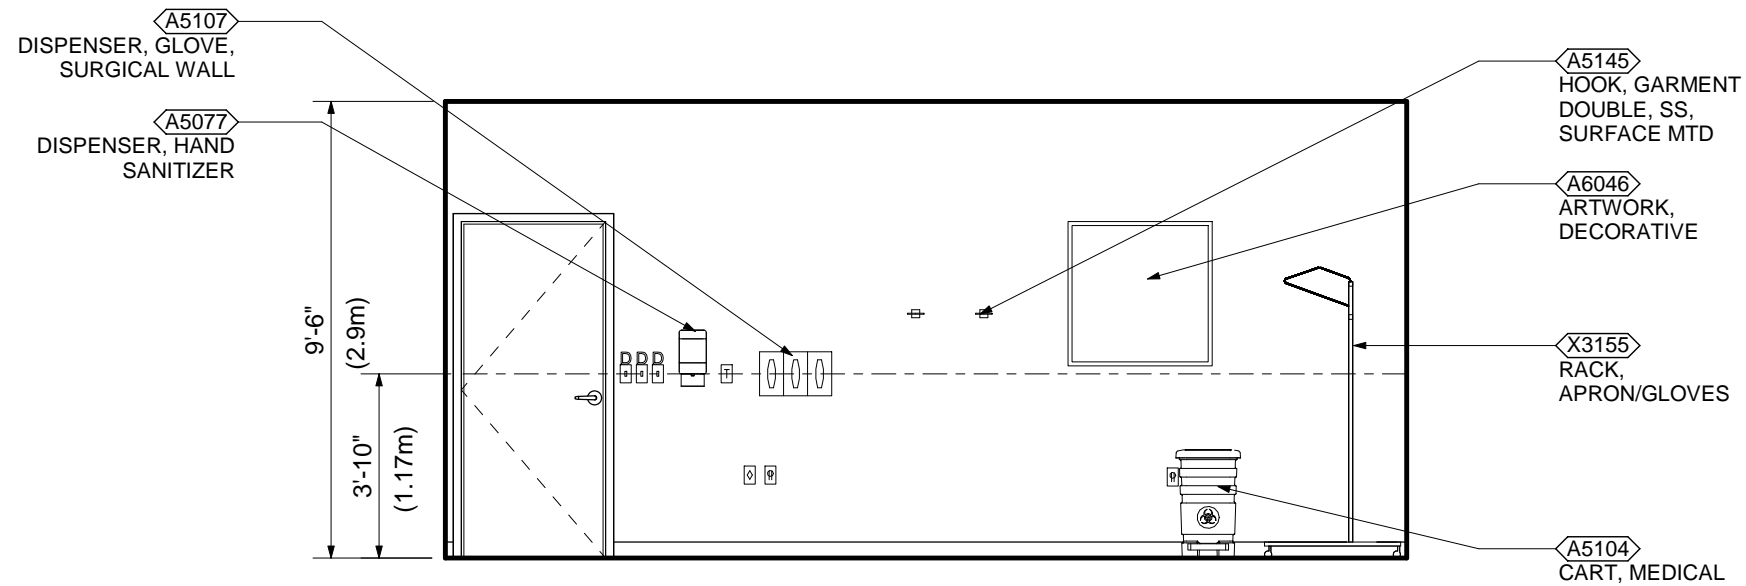 A5107
DISPENSER, GLOVE,
SURGICAL WALL
A5077
DISPENSER, HAND
SANITIZER
9'-6"
(2.9m)
3'-10"
(1.17m)
D D D
T
A5145
HOOK, GARMENT
DOUBLE, SS,
SURFACE MTD
A6046
ARTWORK,
DECORATIVE
X3155
RACK,
APRON/GLOVES
A5104
CART, MEDICAL